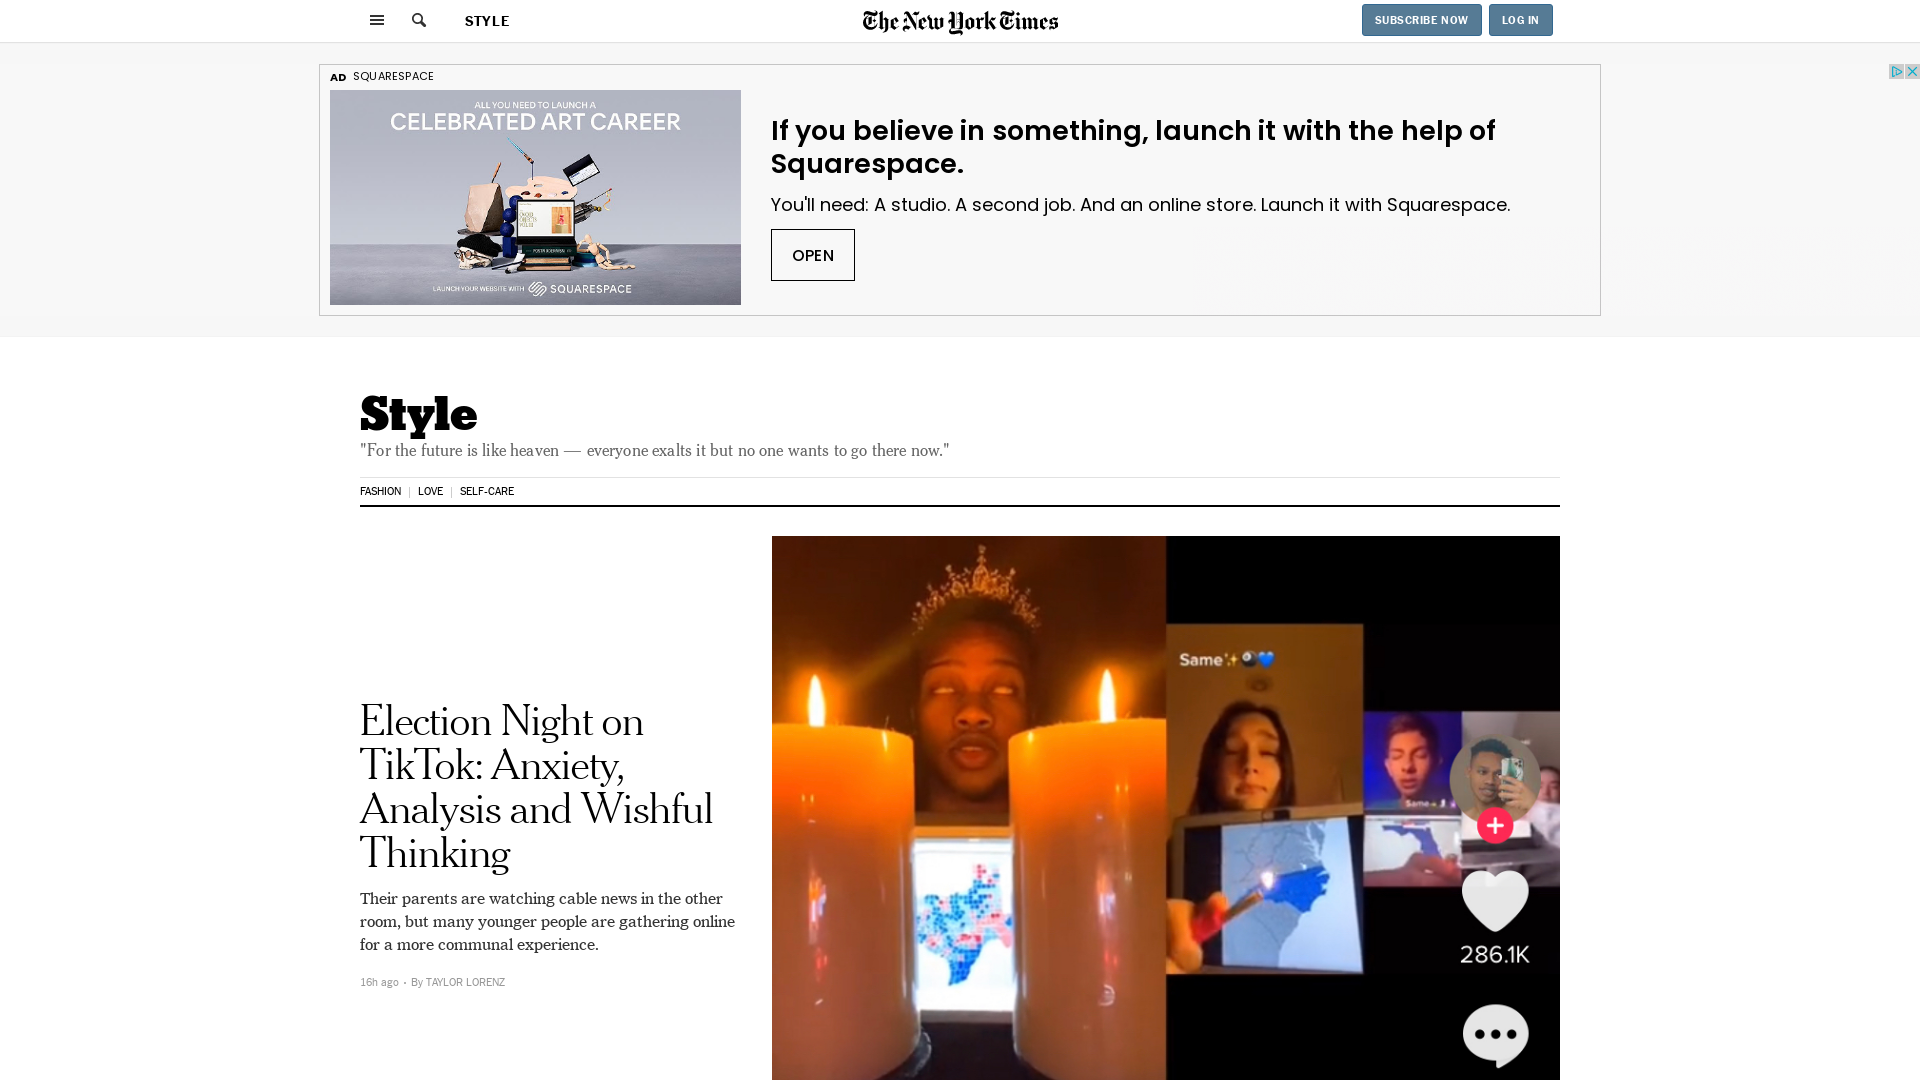 STYLE
The New York Times
SUBSCRIBE NOW
LOG IN
AD SQUARESPACE
ALL YOU NEED TO LAUNCH A
CELEBRATED ART CAREER
LAUNCH YOUR WEBSITE WITH SQUARESPACE
If you believe in something, launch it with the help of
Squarespace.
You'll need: A studio. A second job. And an online store. Launch it with Squarespace.
OPEN
Style
"For the future is like heaven — everyone exalts it but no one wants to go there now."
FASHION
LOVE
SELF-CARE
Election Night on
TikTok: Anxiety,
Analysis and Wishful
Thinking
Their parents are watching cable news in the other
room, but many younger people are gathering online
for a more communal experience.
16h ago · By TAYLOR LORENZ
Same✨🎱💙
Same
286.1K